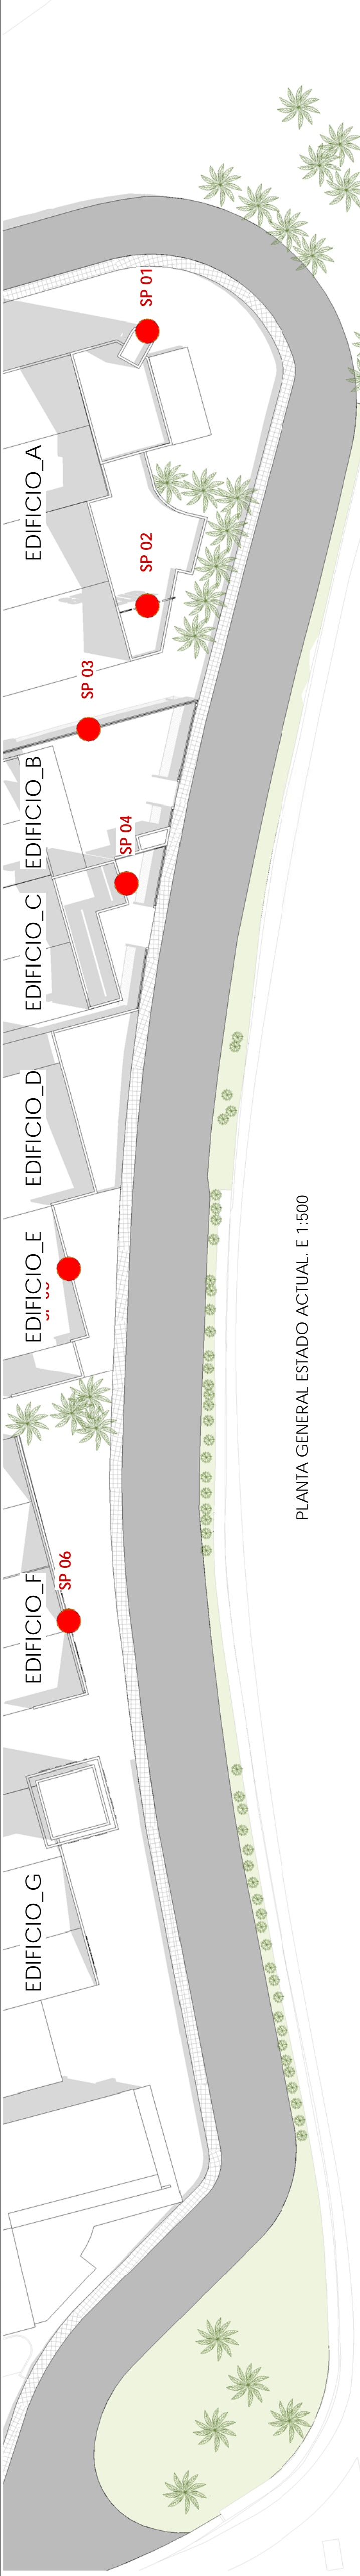 SP 01
EDIFICIO_A
SP 02
SP 03
EDIFICIO_B
SP 04
EDIFICIO_C
EDIFICIO_D
EDIFICIO_E
PLANTA GENERAL ESTADO ACTUAL. E 1:500
SP 06
EDIFICIO_F
EDIFICIO_G